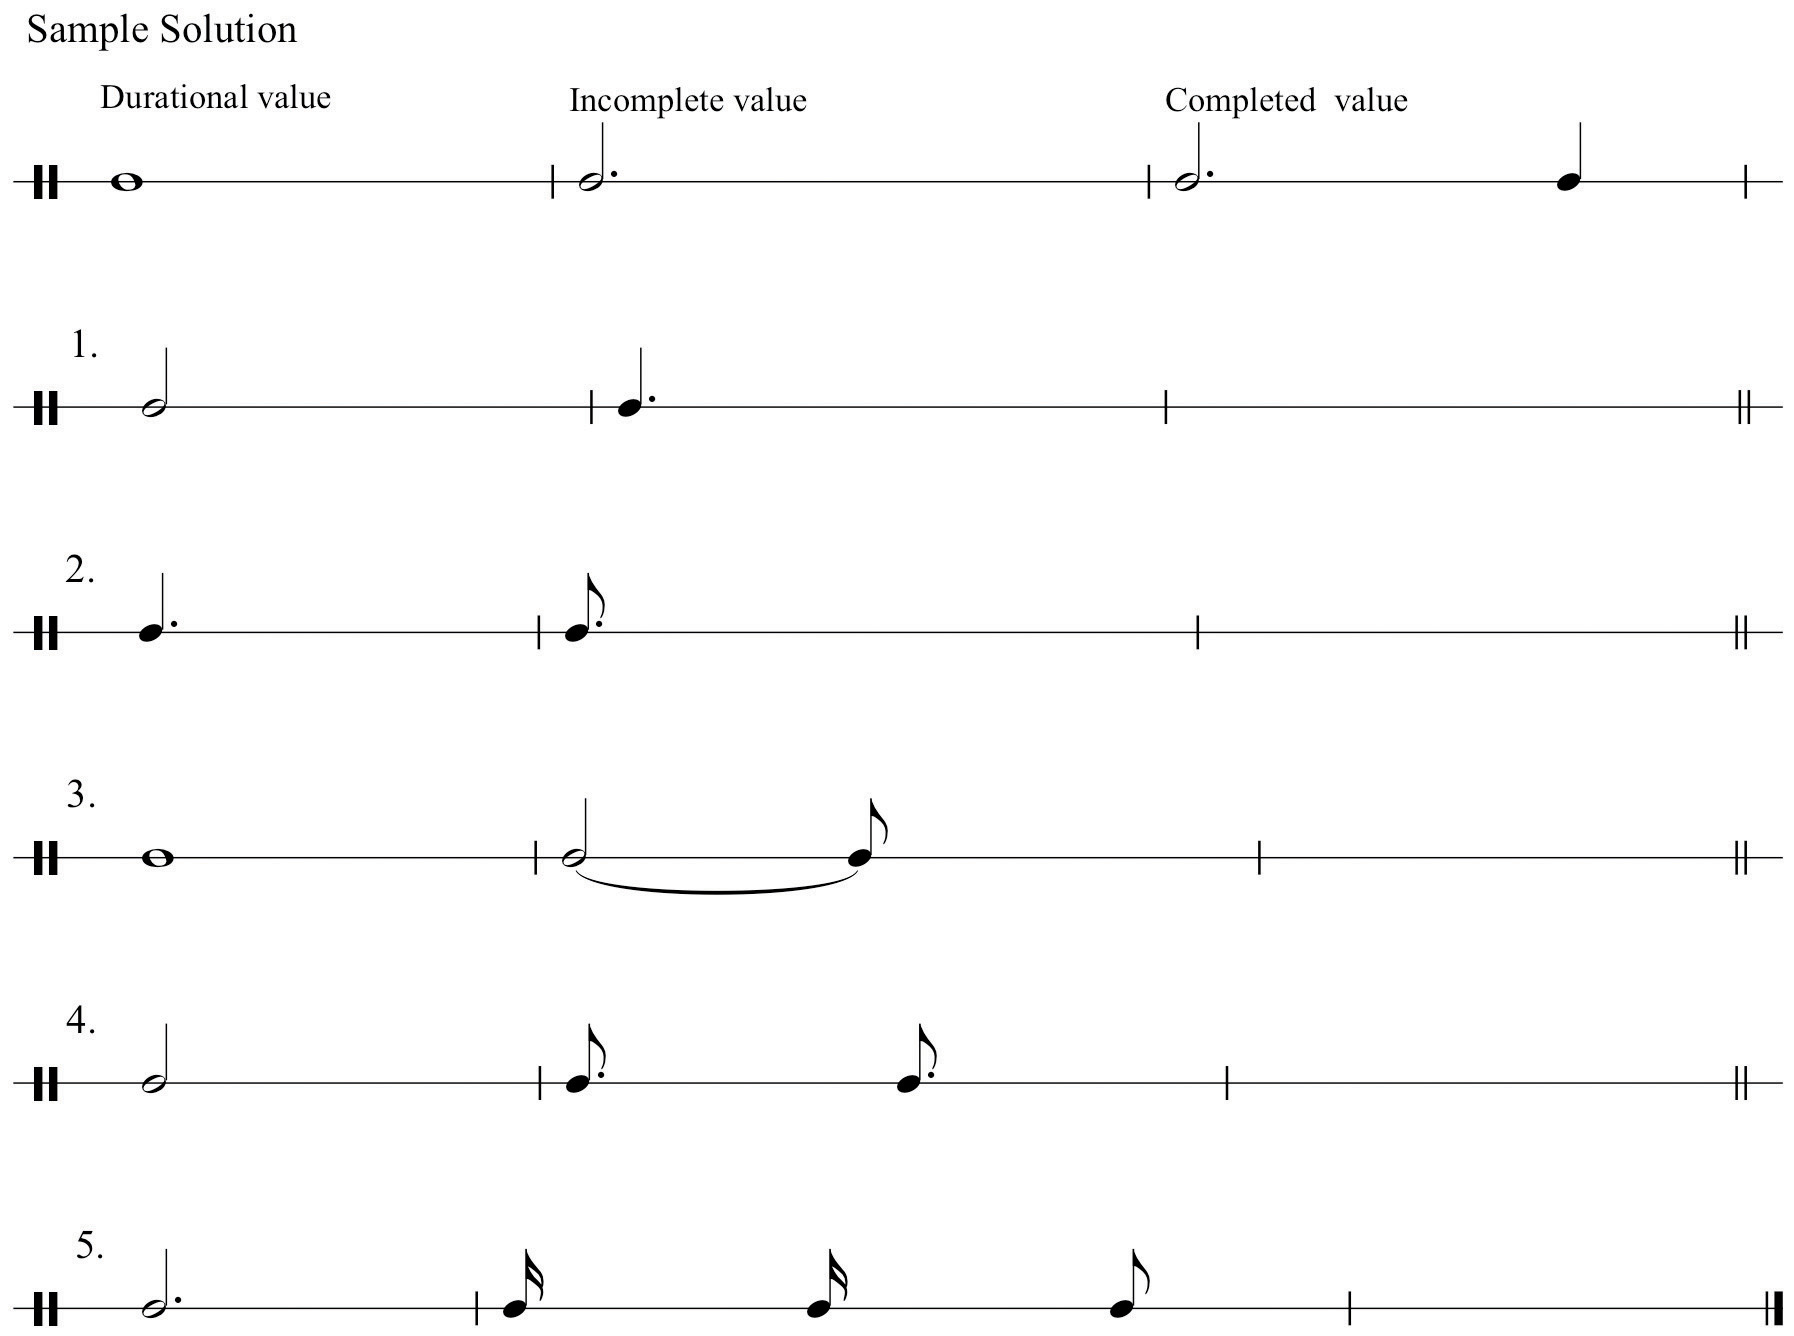 Sample Solution
Durational value Incomplete value Completed value
1.
2.
3.
4.
5.